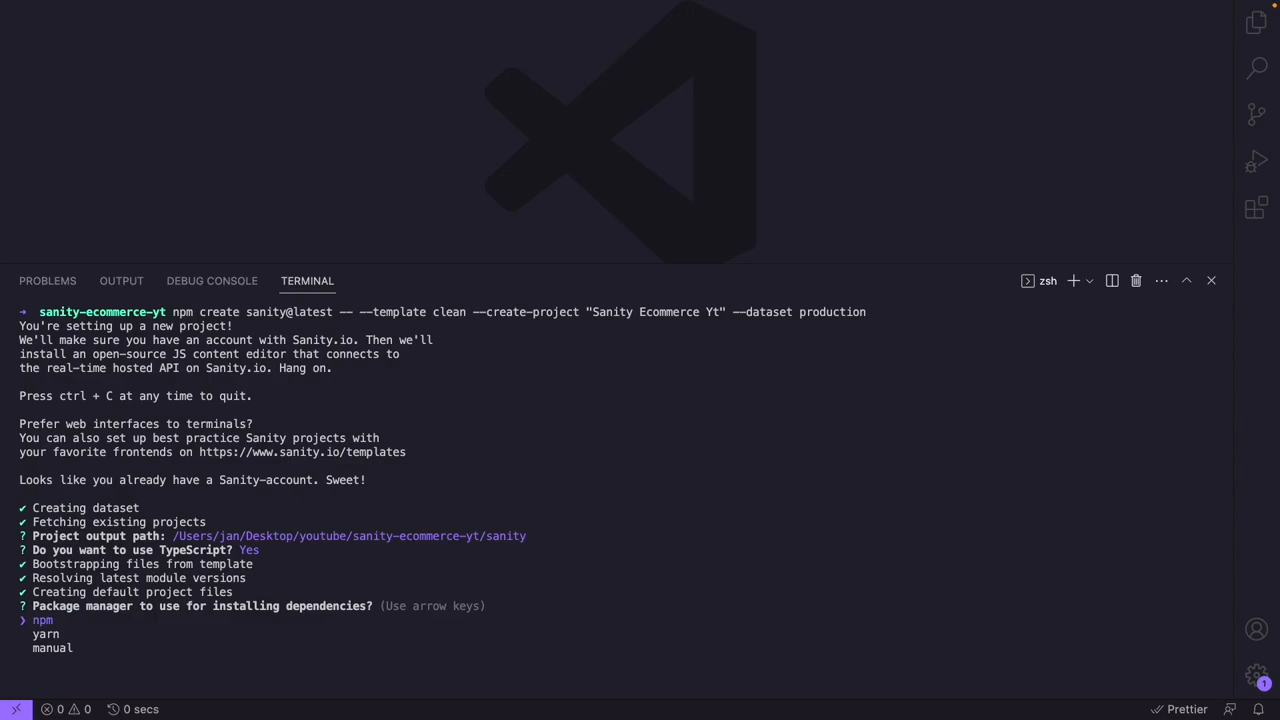 PROBLEMS OUTPUT DEBUG CONSOLE TERMINAL zsh
➜ sanity-ecommerce-yt npm create sanity@latest -- --template clean --create-project "Sanity Ecommerce Yt" --dataset production
You're setting up a new project!
We'll make sure you have an account with Sanity.io. Then we'll
install an open-source JS content editor that connects to
the real-time hosted API on Sanity.io. Hang on.
Press ctrl + C at any time to quit.
Prefer web interfaces to terminals?
You can also set up best practice Sanity projects with
your favorite frontends on https://www.sanity.io/templates
Looks like you already have a Sanity-account. Sweet!
✔ Creating dataset
✔ Fetching existing projects
? Project output path: /Users/jan/Desktop/youtube/sanity-ecommerce-yt/sanity
? Do you want to use TypeScript? Yes
✔ Bootstrapping files from template
✔ Resolving latest module versions
✔ Creating default project files
? Package manager to use for installing dependencies? (Use arrow keys)
❯ npm
yarn
manual
1
0 0 0 secs Prettier